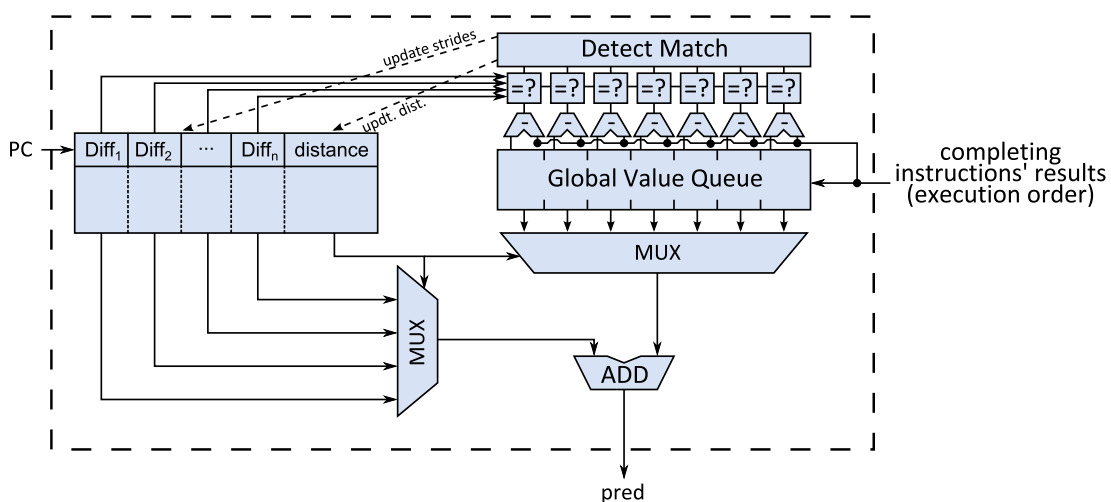 Detect Match
update strides
=? =? =? =? =? =? =?
updt. dist.
- - - - - - -
PC
Diff1 Diff2 ... Diffn distance
Global Value Queue
completing
instructions' results
(execution order)
MUX
MUX
ADD
pred